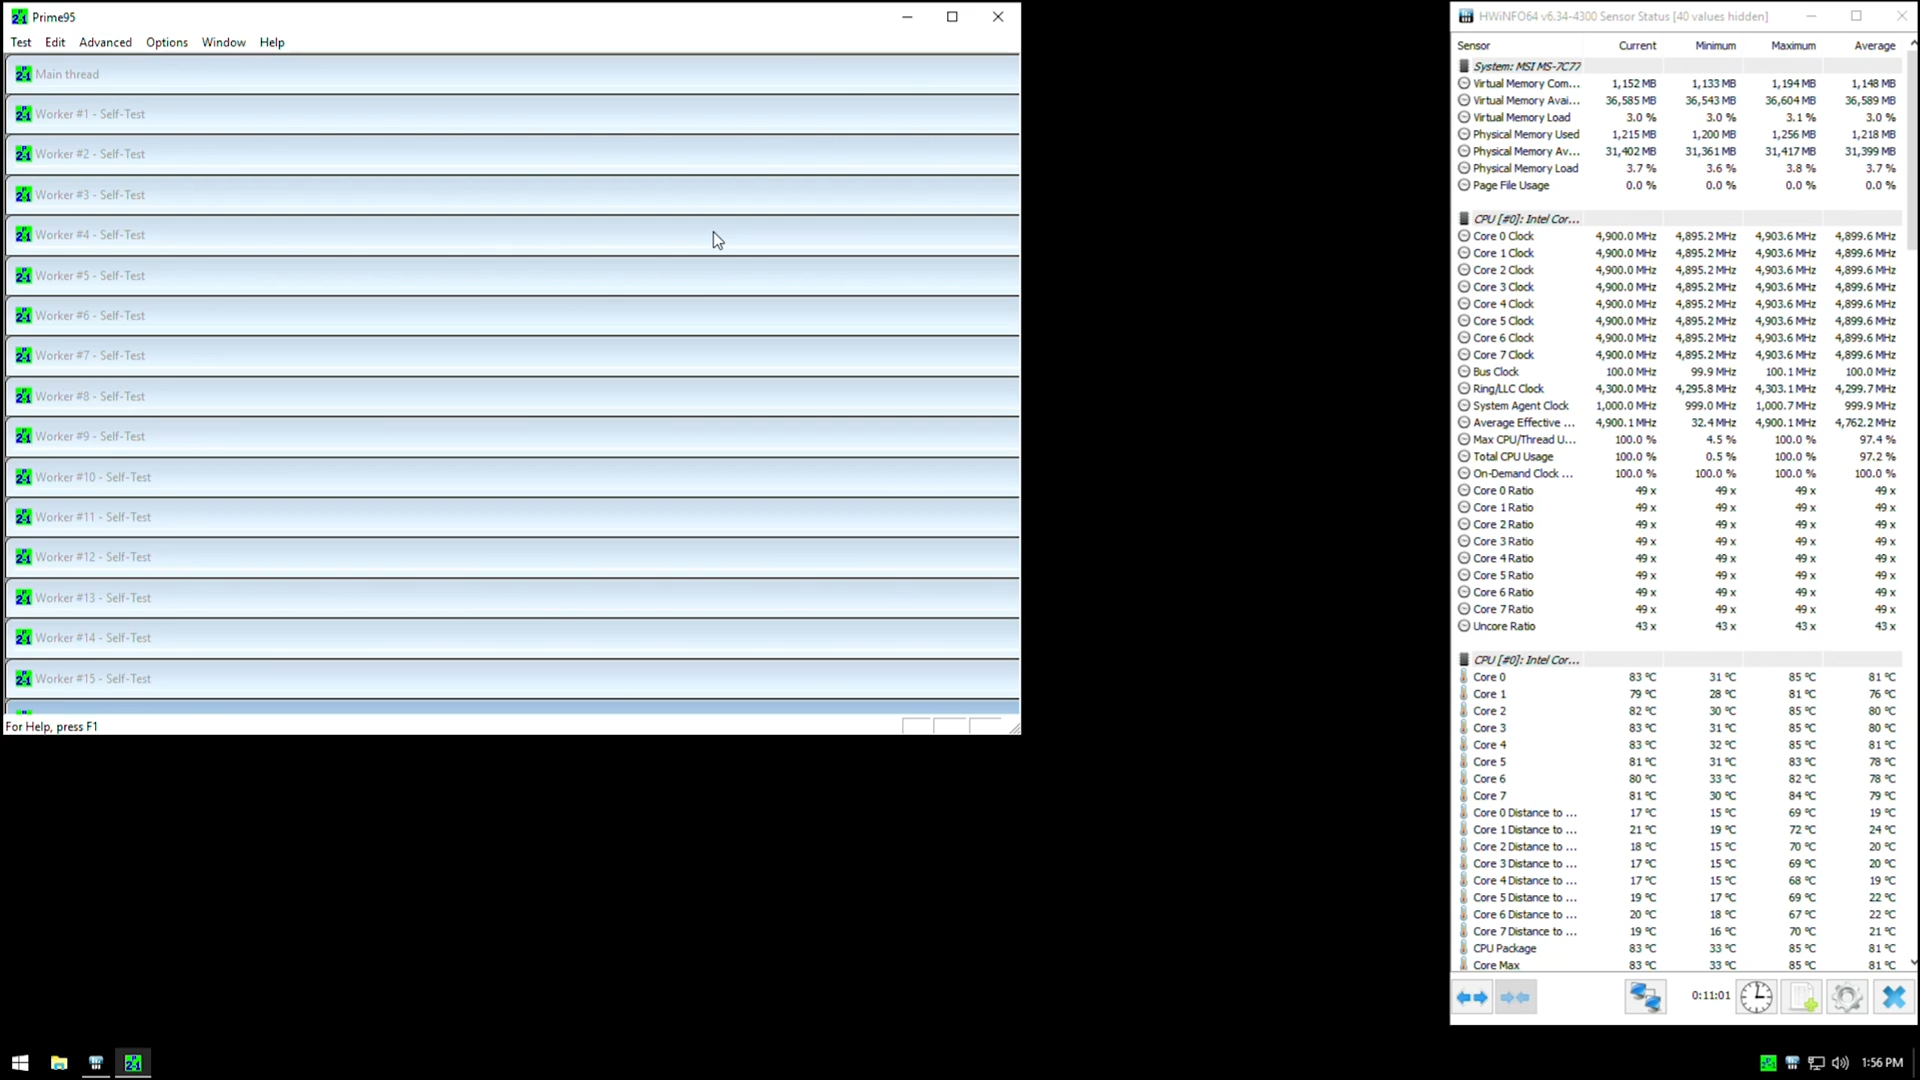 Prime95
Test Edit Advanced Options Window Help
Main thread
Worker #1 - Self-Test
Worker #2 - Self-Test
Worker #3 - Self-Test
Worker #4 - Self-Test
Worker #5 - Self-Test
Worker #6 - Self-Test
Worker #7 - Self-Test
Worker #8 - Self-Test
Worker #9 - Self-Test
Worker #10 - Self-Test
Worker #11 - Self-Test
Worker #12 - Self-Test
Worker #13 - Self-Test
Worker #14 - Self-Test
Worker #15 - Self-Test
For Help, press F1
HWiNFO64 v6.34-4300 Sensor Status [40 values hidden]
Sensor Current Minimum Maximum Average
System: MSI MS-7C77
Virtual Memory Com... 1,152 MB 1,133 MB 1,194 MB 1,148 MB
Virtual Memory Avai... 36,585 MB 36,543 MB 36,604 MB 36,589 MB
Virtual Memory Load 3.0 % 3.0 % 3.1 % 3.0 %
Physical Memory Used 1,215 MB 1,200 MB 1,256 MB 1,218 MB
Physical Memory Av... 31,402 MB 31,361 MB 31,417 MB 31,399 MB
Physical Memory Load 3.7 % 3.6 % 3.8 % 3.7 %
Page File Usage 0.0 % 0.0 % 0.0 % 0.0 %
CPU [#0]: Intel Cor...
Core 0 Clock 4,900.0 MHz 4,895.2 MHz 4,903.6 MHz 4,899.6 MHz
Core 1 Clock 4,900.0 MHz 4,895.2 MHz 4,903.6 MHz 4,899.6 MHz
Core 2 Clock 4,900.0 MHz 4,895.2 MHz 4,903.6 MHz 4,899.6 MHz
Core 3 Clock 4,900.0 MHz 4,895.2 MHz 4,903.6 MHz 4,899.6 MHz
Core 4 Clock 4,900.0 MHz 4,895.2 MHz 4,903.6 MHz 4,899.6 MHz
Core 5 Clock 4,900.0 MHz 4,895.2 MHz 4,903.6 MHz 4,899.6 MHz
Core 6 Clock 4,900.0 MHz 4,895.2 MHz 4,903.6 MHz 4,899.6 MHz
Core 7 Clock 4,900.0 MHz 4,895.2 MHz 4,903.6 MHz 4,899.6 MHz
Bus Clock 100.0 MHz 99.9 MHz 100.1 MHz 100.0 MHz
Ring/LLC Clock 4,300.0 MHz 4,295.8 MHz 4,303.1 MHz 4,299.7 MHz
System Agent Clock 1,000.0 MHz 999.0 MHz 1,000.7 MHz 999.9 MHz
Average Effective ... 4,900.1 MHz 32.4 MHz 4,900.1 MHz 4,762.2 MHz
Max CPU/Thread U... 100.0 % 4.5 % 100.0 % 97.4 %
Total CPU Usage 100.0 % 0.5 % 100.0 % 97.2 %
On-Demand Clock ... 100.0 % 100.0 % 100.0 % 100.0 %
Core 0 Ratio 49 x 49 x 49 x 49 x
Core 1 Ratio 49 x 49 x 49 x 49 x
Core 2 Ratio 49 x 49 x 49 x 49 x
Core 3 Ratio 49 x 49 x 49 x 49 x
Core 4 Ratio 49 x 49 x 49 x 49 x
Core 5 Ratio 49 x 49 x 49 x 49 x
Core 6 Ratio 49 x 49 x 49 x 49 x
Core 7 Ratio 49 x 49 x 49 x 49 x
Uncore Ratio 43 x 43 x 43 x 43 x
CPU [#0]: Intel Cor...
Core 0 83 °C 31 °C 85 °C 81 °C
Core 1 79 °C 28 °C 81 °C 76 °C
Core 2 82 °C 30 °C 85 °C 80 °C
Core 3 83 °C 31 °C 85 °C 80 °C
Core 4 83 °C 32 °C 85 °C 81 °C
Core 5 81 °C 31 °C 83 °C 78 °C
Core 6 80 °C 33 °C 82 °C 78 °C
Core 7 81 °C 30 °C 84 °C 79 °C
Core 0 Distance to ... 17 °C 15 °C 69 °C 19 °C
Core 1 Distance to ... 21 °C 19 °C 72 °C 24 °C
Core 2 Distance to ... 18 °C 15 °C 70 °C 20 °C
Core 3 Distance to ... 17 °C 15 °C 69 °C 20 °C
Core 4 Distance to ... 17 °C 15 °C 68 °C 19 °C
Core 5 Distance to ... 19 °C 17 °C 69 °C 22 °C
Core 6 Distance to ... 20 °C 18 °C 67 °C 22 °C
Core 7 Distance to ... 19 °C 16 °C 70 °C 21 °C
CPU Package 83 °C 33 °C 85 °C 81 °C
Core Max 83 °C 33 °C 85 °C 81 °C
0:11:01
1:56 PM